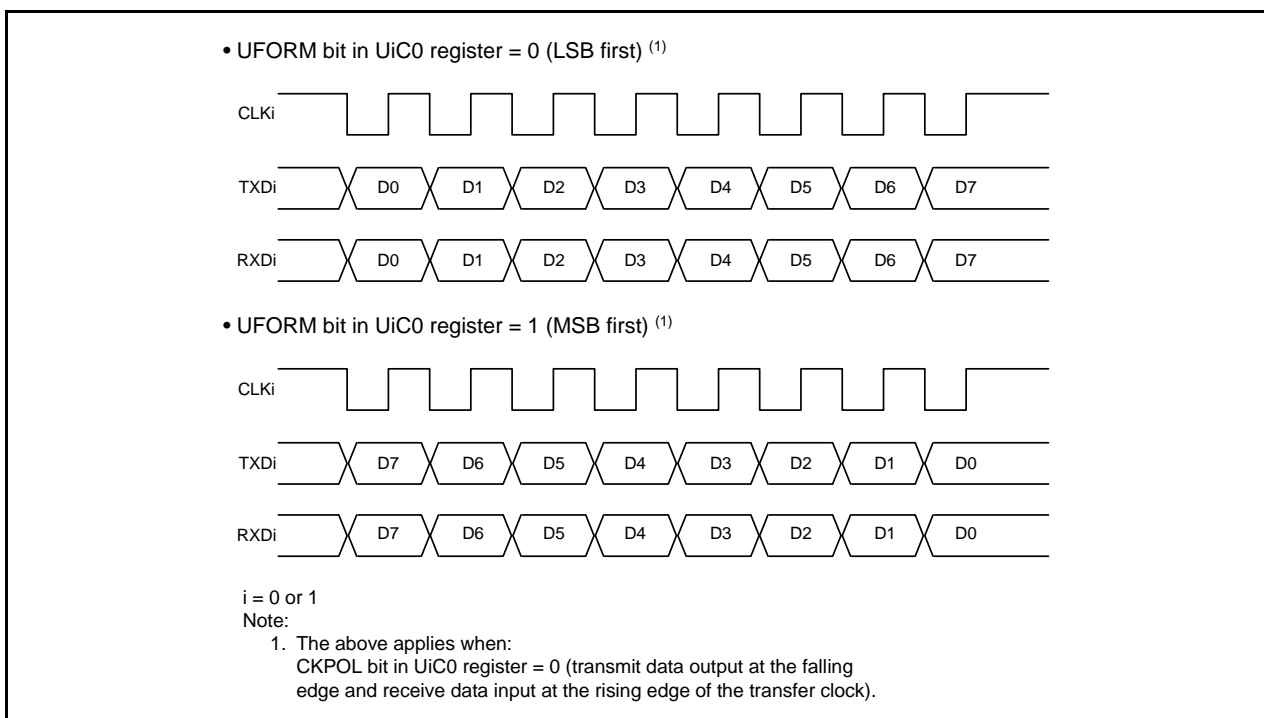 • UFORM bit in UiC0 register = 0 (LSB first) (1)
CLKi
TXDi D0 D1 D2 D3 D4 D5 D6 D7
RXDi D0 D1 D2 D3 D4 D5 D6 D7
• UFORM bit in UiC0 register = 1 (MSB first) (1)
CLKi
TXDi D7 D6 D5 D4 D3 D2 D1 D0
RXDi D7 D6 D5 D4 D3 D2 D1 D0
i = 0 or 1
Note:
1. The above applies when:
CKPOL bit in UiC0 register = 0 (transmit data output at the falling
edge and receive data input at the rising edge of the transfer clock).